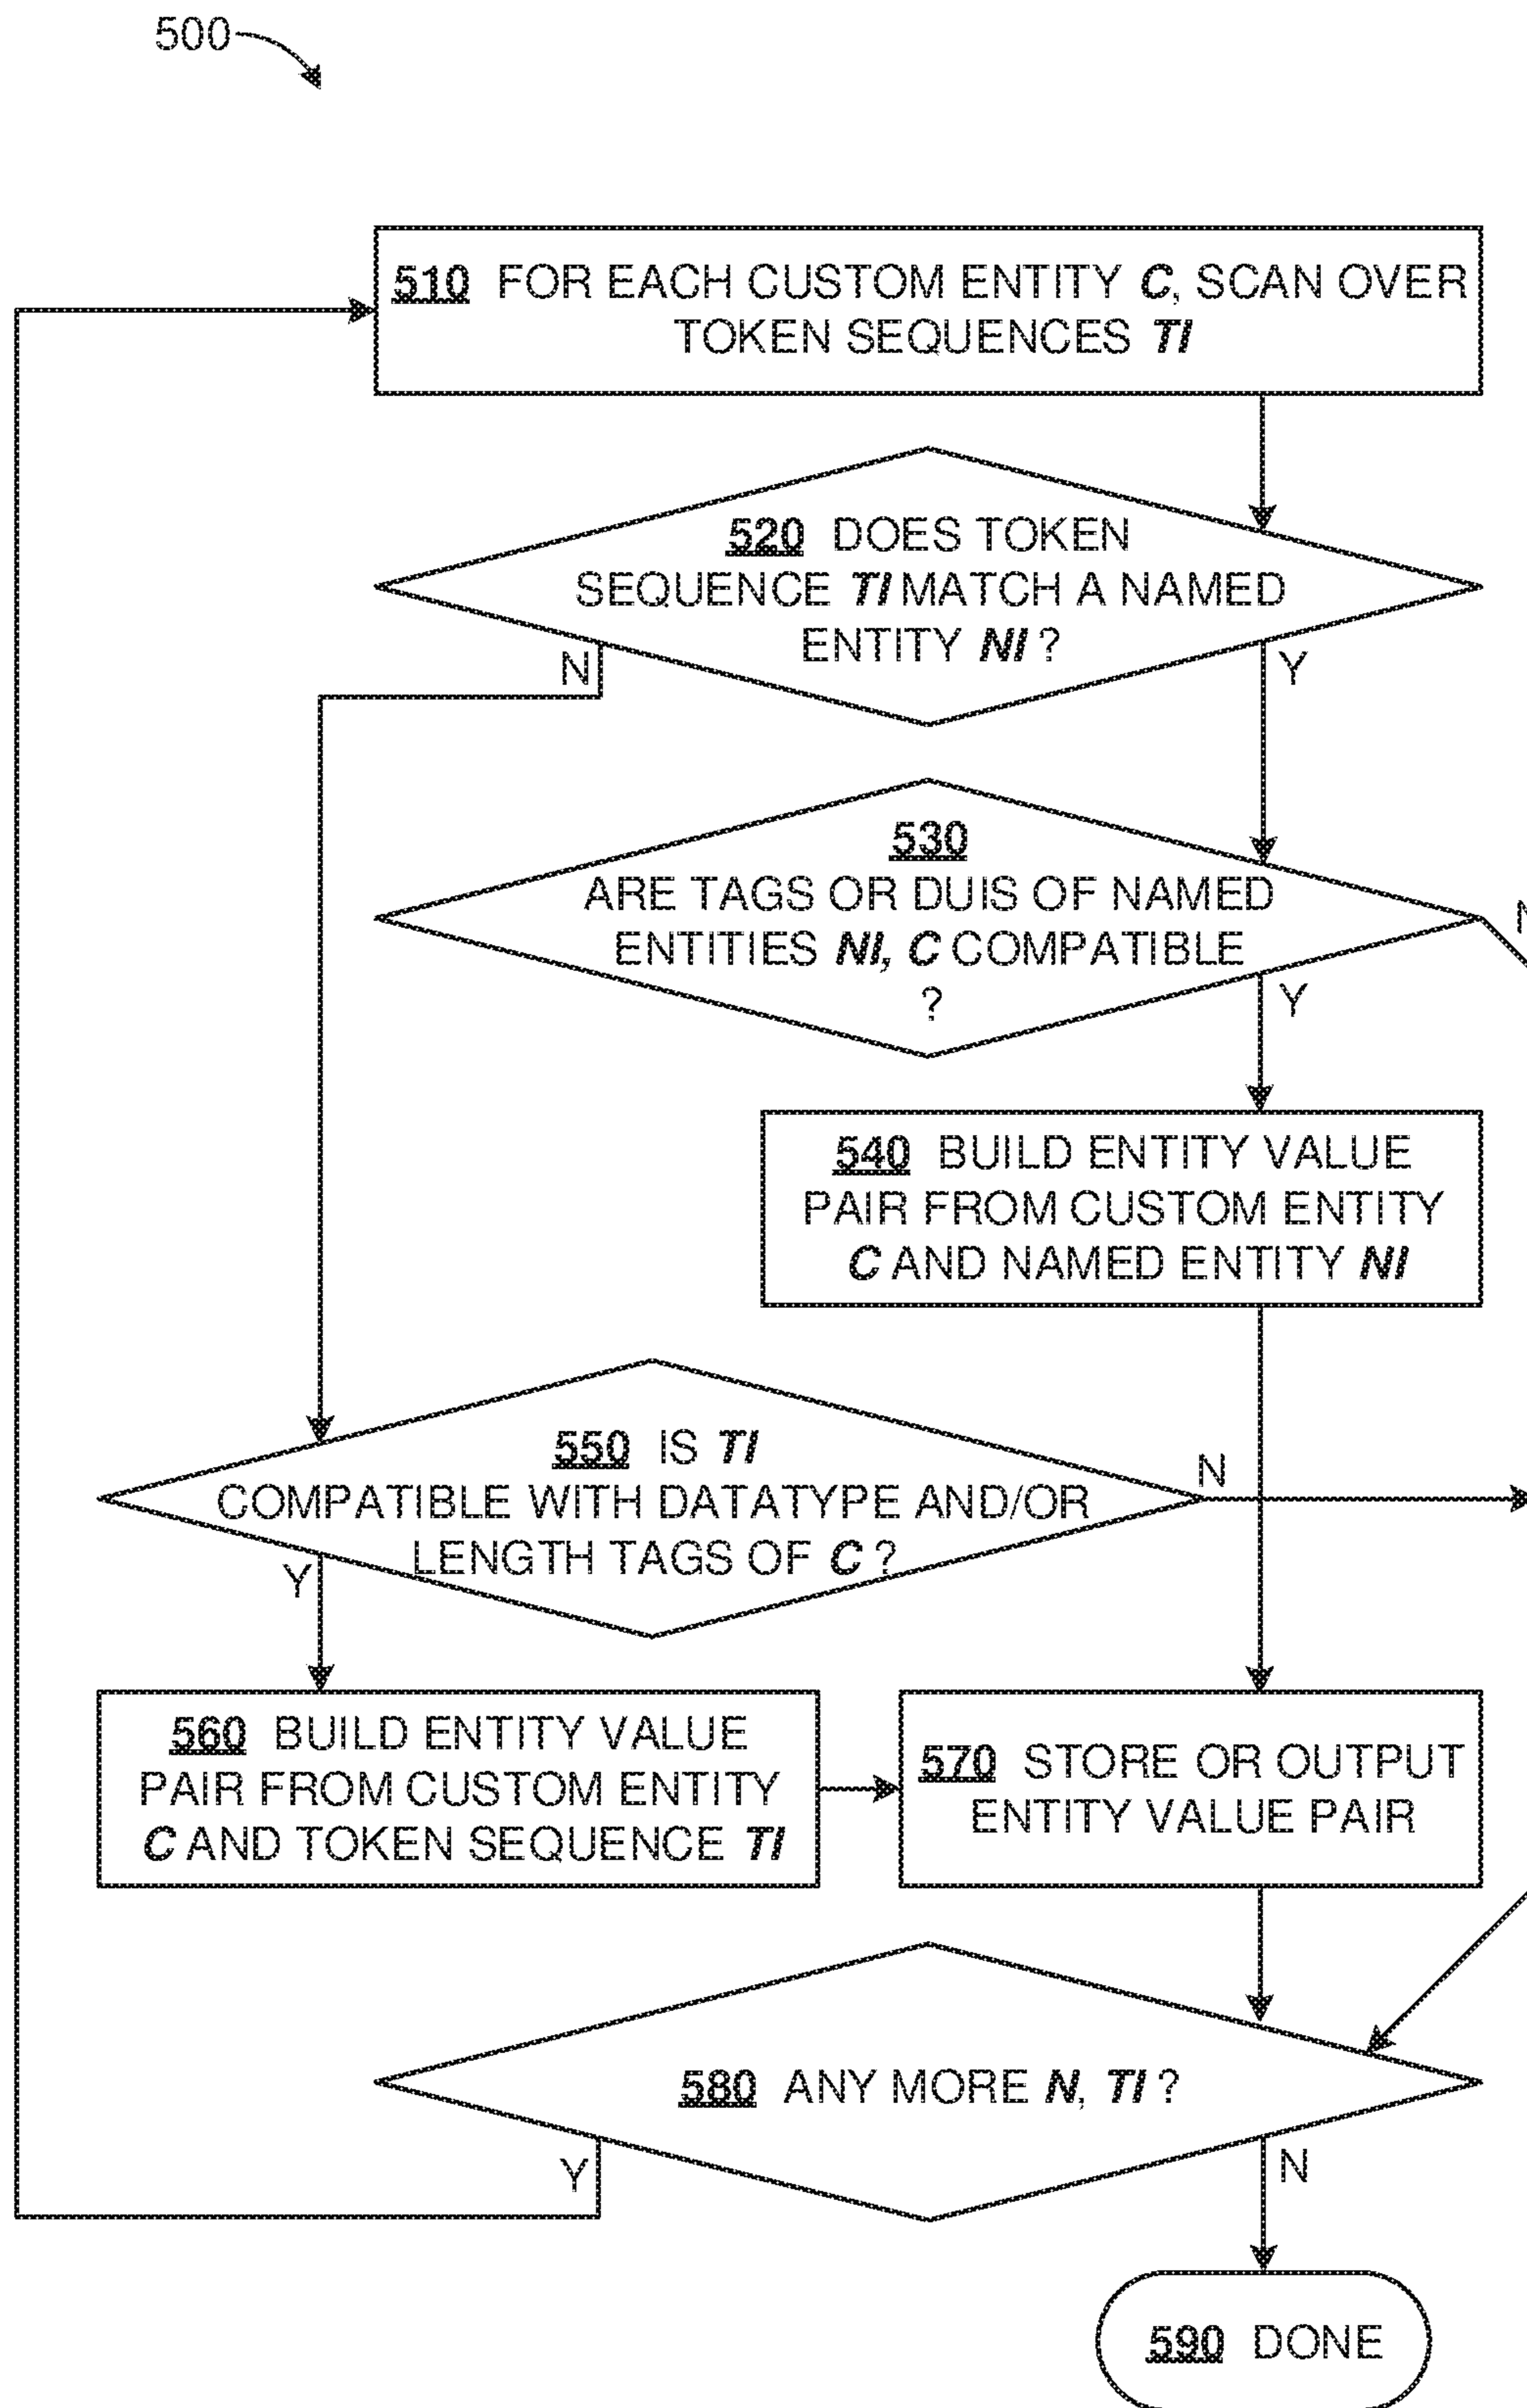 500
510 FOR EACH CUSTOM ENTITY C, SCAN OVER
TOKEN SEQUENCES TI
520 DOES TOKEN
SEQUENCE TI MATCH A NAMED
ENTITY NI ?
N
Y
530
ARE TAGS OR DUIS OF NAMED
ENTITIES NI, C COMPATIBLE
?
N
Y
540 BUILD ENTITY VALUE
PAIR FROM CUSTOM ENTITY
C AND NAMED ENTITY NI
550 IS TI
COMPATIBLE WITH DATATYPE AND/OR
LENGTH TAGS OF C ?
N
Y
560 BUILD ENTITY VALUE
PAIR FROM CUSTOM ENTITY
C AND TOKEN SEQUENCE TI
570 STORE OR OUTPUT
ENTITY VALUE PAIR
580 ANY MORE N, TI ?
Y
N
590 DONE